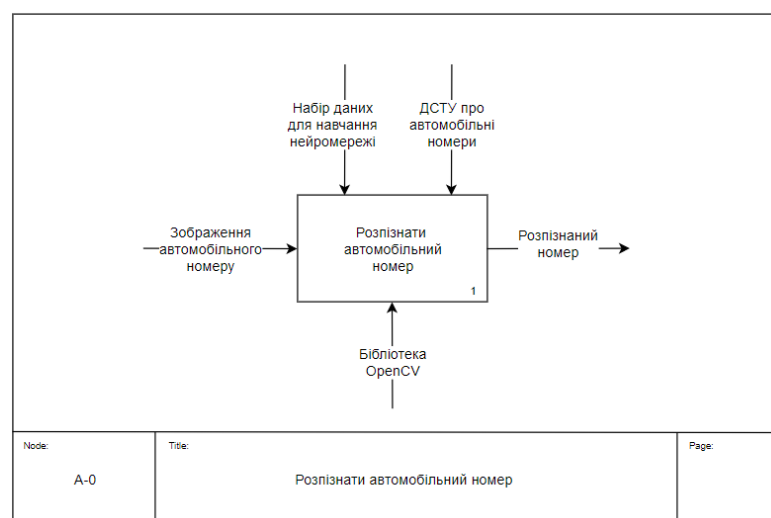 Набір даних
для навчання
нейромережі
ДСТУ про
автомобільні
номери
Зображення
автомобільного
номеру
Розпізнати
автомобільний
номер
1
Розпізнаний
номер
Бібліотека
OpenCV
Node:
A-0
Title:
Розпізнати автомобільний номер
Page: